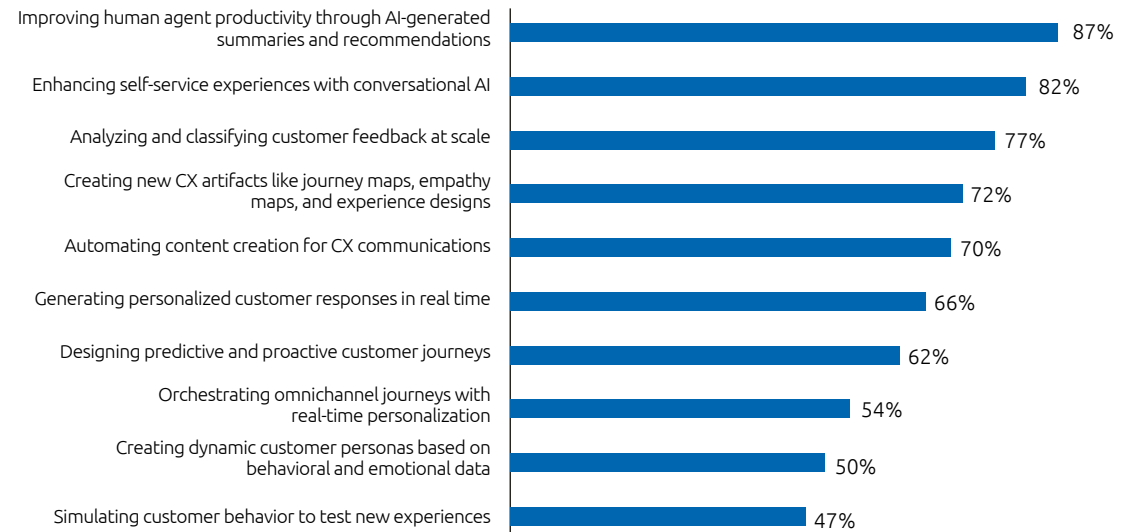 Improving human agent productivity through AI-generated
summaries and recommendations
87%
Enhancing self-service experiences with conversational AI
82%
Analyzing and classifying customer feedback at scale
77%
Creating new CX artifacts like journey maps, empathy
maps, and experience designs
72%
Automating content creation for CX communications
70%
Generating personalized customer responses in real time
66%
Designing predictive and proactive customer journeys
62%
Orchestrating omnichannel journeys with
real-time personalization
54%
Creating dynamic customer personas based on
behavioral and emotional data
50%
Simulating customer behavior to test new experiences
47%